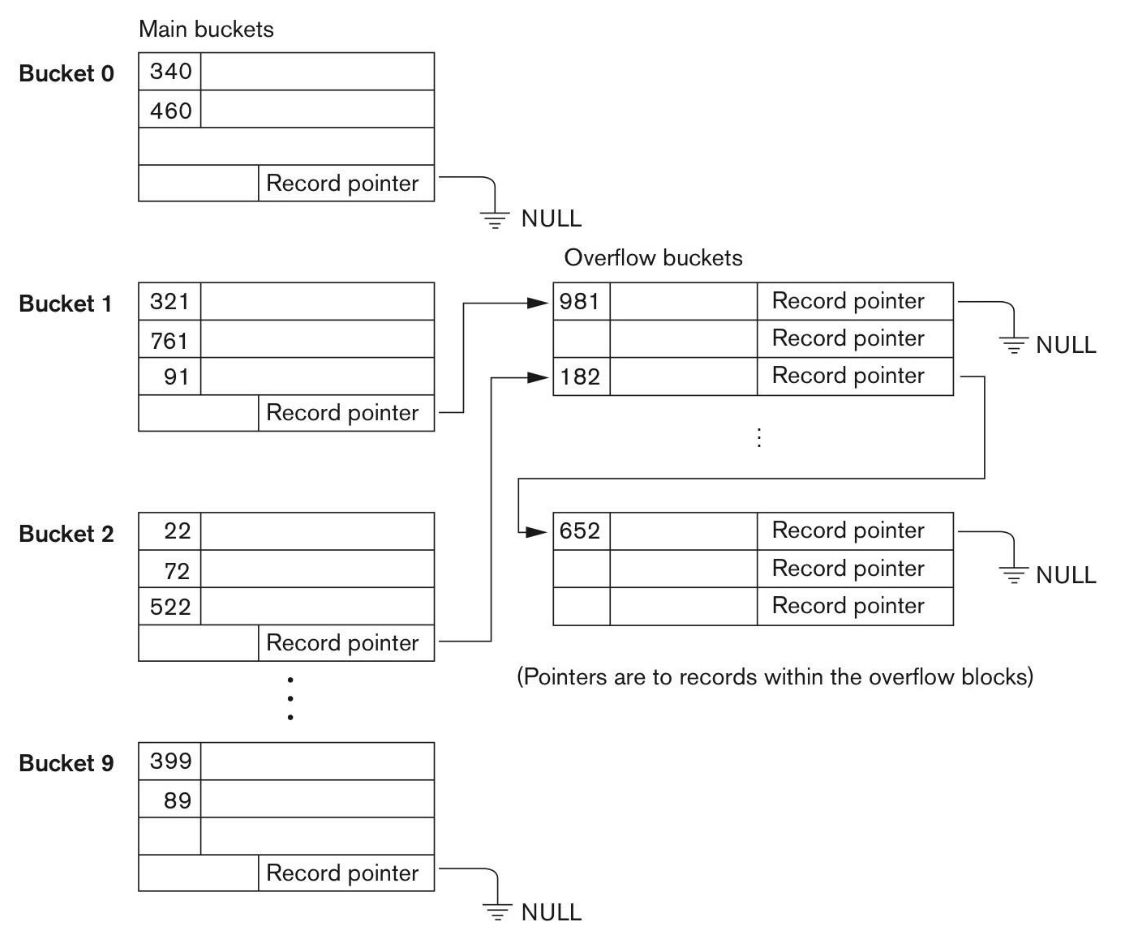 Main buckets
Bucket 0
340
460
Record pointer
NULL
Overflow buckets
Bucket 1
321
761
91
Record pointer
981 Record pointer
NULL
Record pointer
182 Record pointer
Bucket 2
22
72
522
Record pointer
652 Record pointer
NULL
Record pointer
Record pointer
(Pointers are to records within the overflow blocks)
Bucket 9
399
89
Record pointer
NULL